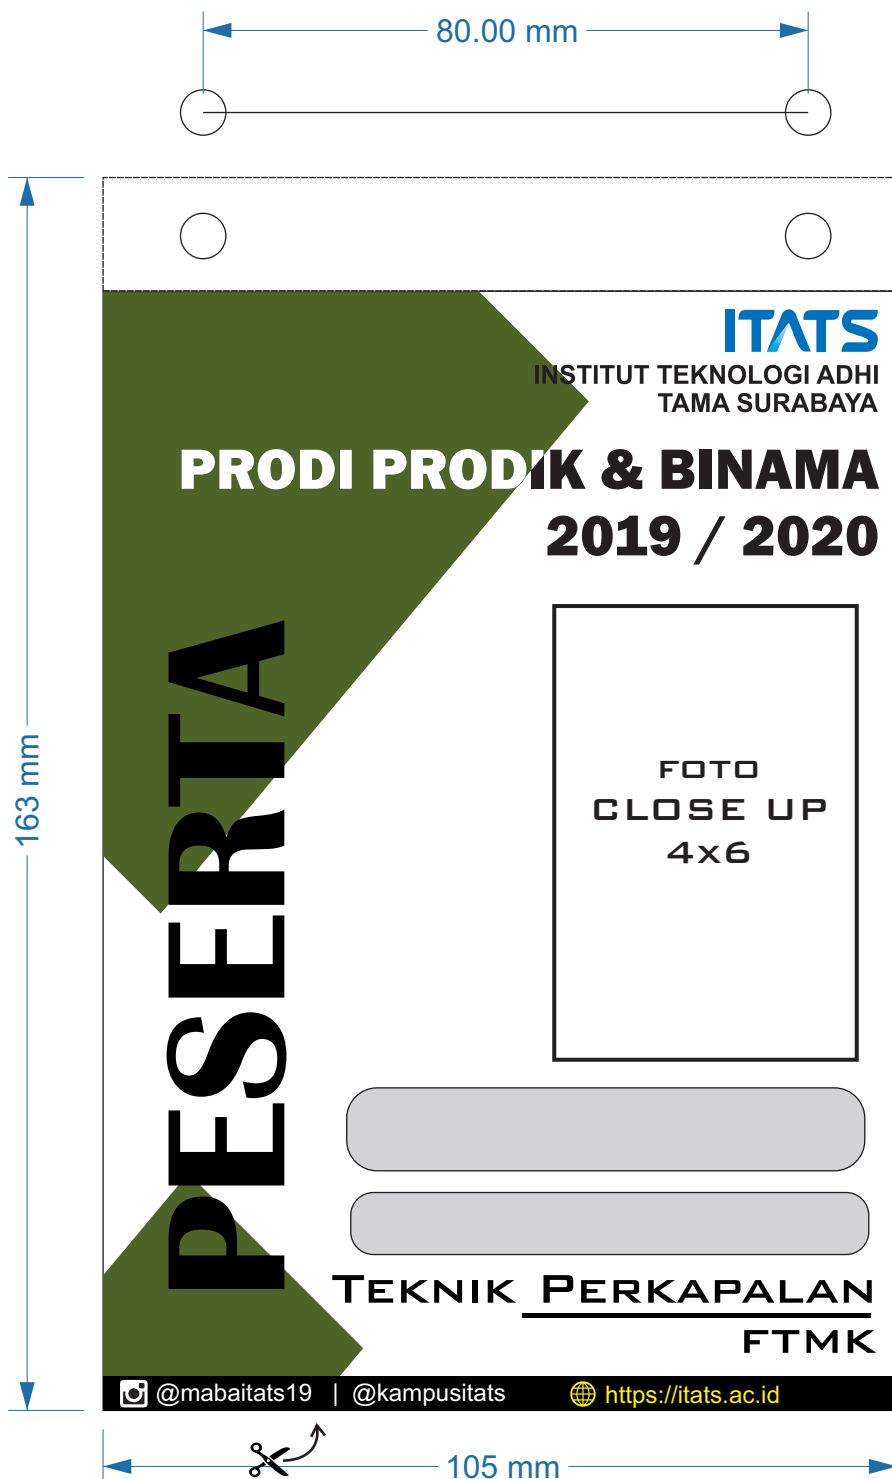 80.00 mm
ITATS
INSTITUT TEKNOLOGI ADHI
TAMA SURABAYA
PRODI PRODIK & BINAMA
2019 / 2020
PESERTA
163 mm
FOTO
CLOSE UP
4x6
TEKNIK PERKAPALAN
FTMK
@mabaitats19 | @kampusitats https://itats.ac.id
105 mm